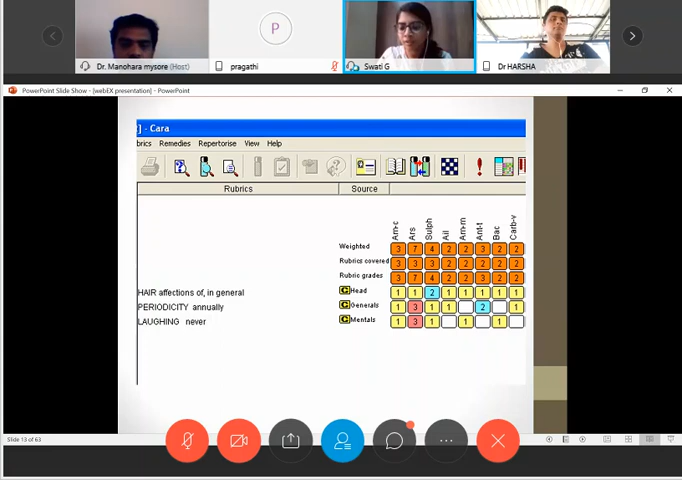 P
Dr. Manohara mysore (Host)
pragathi
Swati G
Dr HARSHA
PowerPoint Slide Show - [webEX presentation] - PowerPoint
] - Cara
brics Remedies Repertorise View Help
Rubrics Source
Am-c Ars Sulph Ail Am-m Ant-t Bac Carb-v
Weighted 3 7 4 2 2 3 2 2
Rubrics covered 3 3 3 2 2 2 2 2
Rubric grades 3 7 4 2 2 3 2 2
HAIR affections of, in general C Head 1 1 2 1 1 1 1 1
PERIODICITY annually C Generals 1 3 1 1 2 1
LAUGHING never C Mentals 1 3 1 1 1
Slide 13 of 63